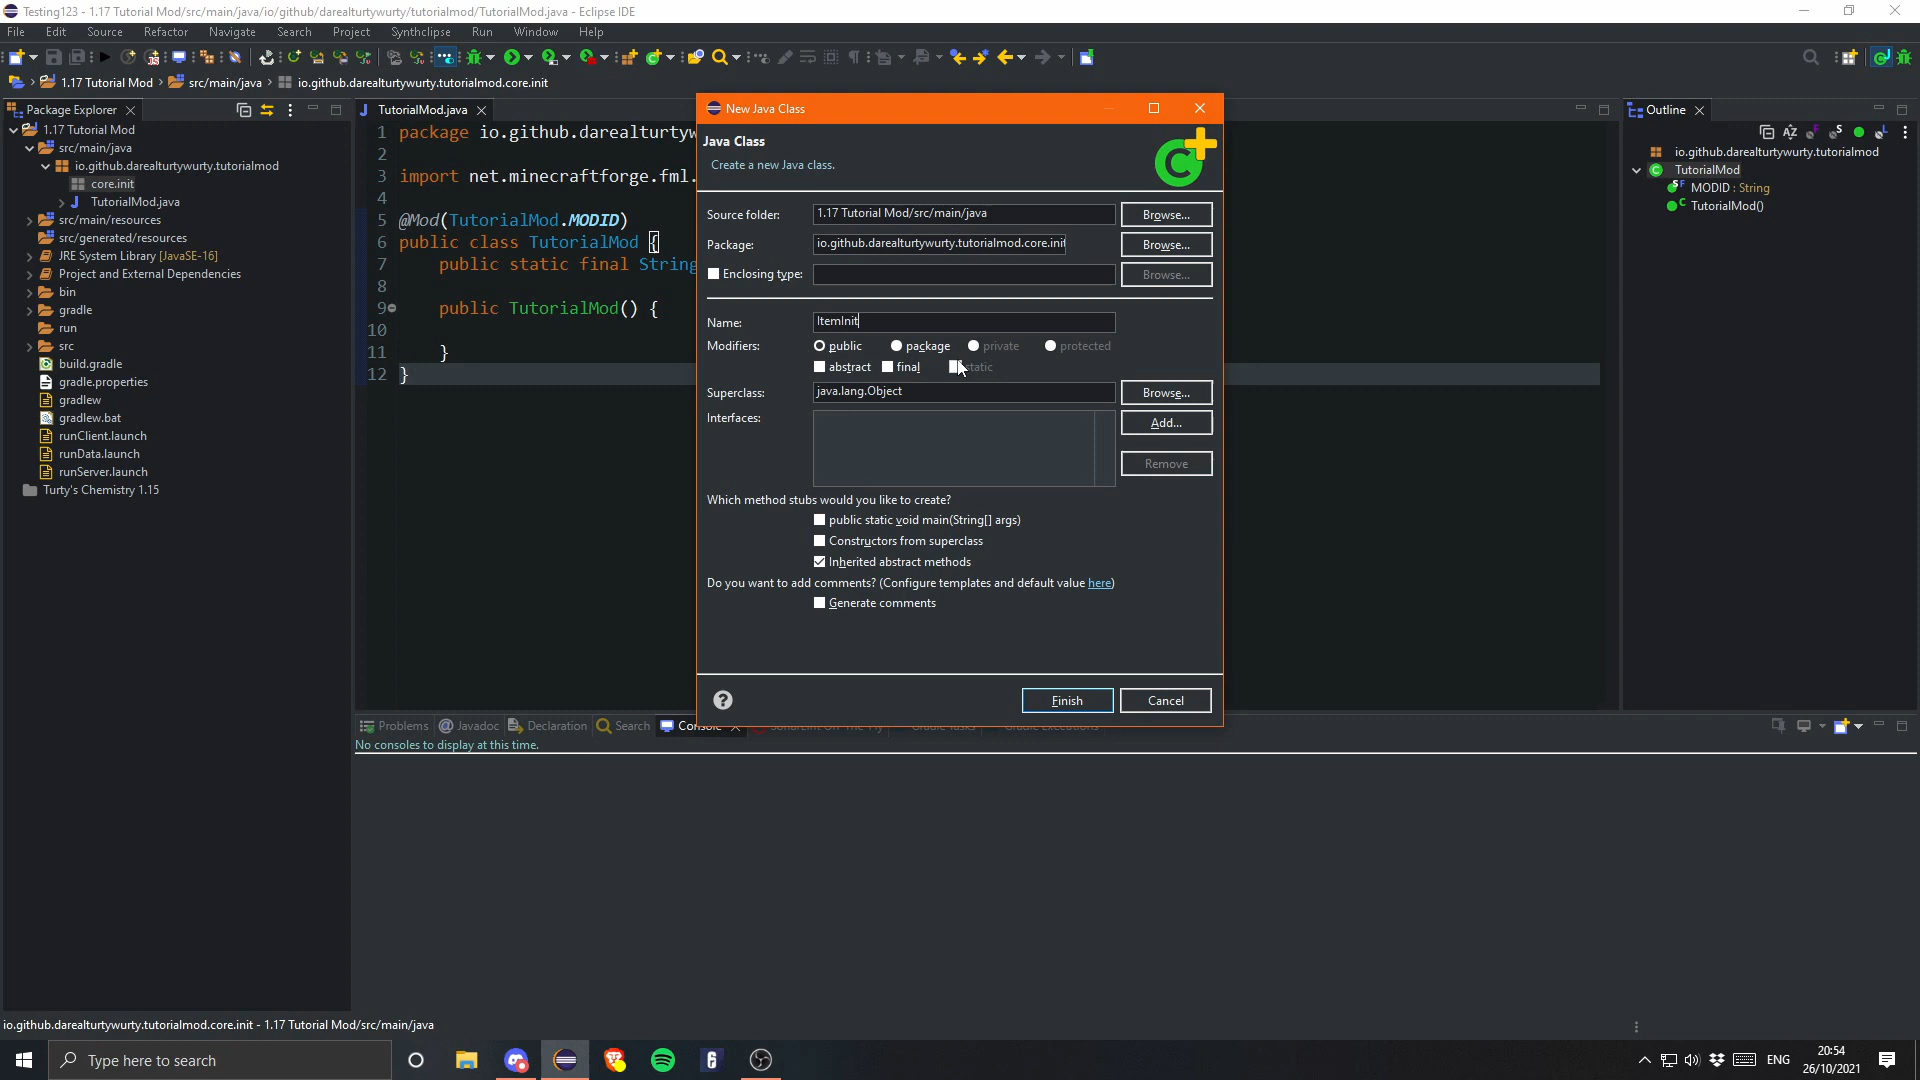 Testing123 - 1.17 Tutorial Mod/src/main/java/io/github/darealturtywurty/tutorialmod/TutorialMod.java - Eclipse IDE
File Edit Source Refactor Navigate Search Project Synthclipse Run Window Help
1.17 Tutorial Mod src/main/java io.github.darealturtywurty.tutorialmod.core.init
Package Explorer
1.17 Tutorial Mod
src/main/java
io.github.darealturtywurty.tutorialmod
core.init
TutorialMod.java
src/main/resources
src/generated/resources
JRE System Library [JavaSE-16]
Project and External Dependencies
bin
gradle
run
src
build.gradle
gradle.properties
gradlew
gradlew.bat
runClient.launch
runData.launch
runServer.launch
Turty's Chemistry 1.15
TutorialMod.java
1 package io.github.darealturtyw
2
3 import net.minecraftforge.fml.
4
5 @Mod(TutorialMod.MODID)
6 public class TutorialMod {
7 public static final String
8
9 public TutorialMod() {
10
11 }
12 }
New Java Class
Java Class
Create a new Java class.
Source folder: 1.17 Tutorial Mod/src/main/java Browse...
Package: io.github.darealturtywurty.tutorialmod.core.init Browse...
Enclosing type: Browse...
Name: ItemInit
Modifiers: public package private protected
abstract final static
Superclass: java.lang.Object Browse...
Interfaces: Add...
Remove
Which method stubs would you like to create?
public static void main(String[] args)
Constructors from superclass
Inherited abstract methods
Do you want to add comments? (Configure templates and default value here)
Generate comments
Finish Cancel
Outline
io.github.darealturtywurty.tutorialmod
TutorialMod
MODID : String
TutorialMod()
Problems Javadoc Declaration Search Console
No consoles to display at this time.
io.github.darealturtywurty.tutorialmod.core.init - 1.17 Tutorial Mod/src/main/java
Type here to search
ENG
20:54
26/10/2021